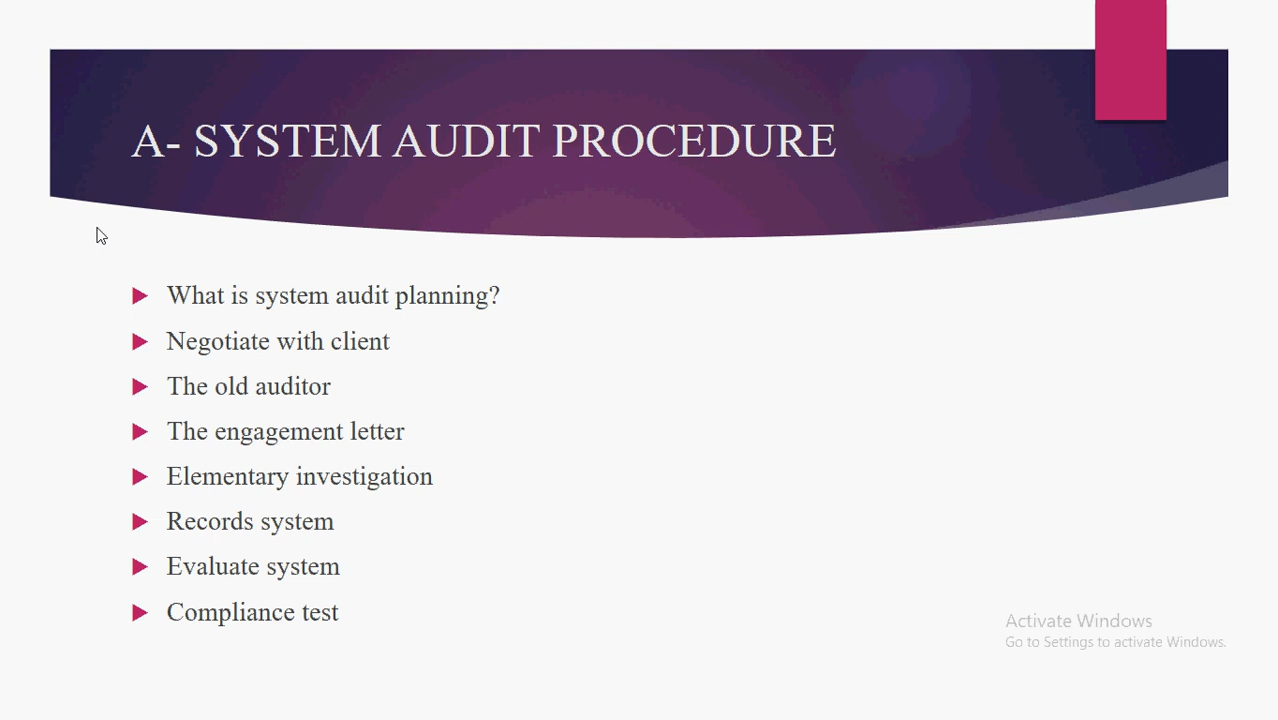 A- SYSTEM AUDIT PROCEDURE
What is system audit planning?
Negotiate with client
The old auditor
The engagement letter
Elementary investigation
Records system
Evaluate system
Compliance test
Activate Windows
Go to Settings to activate Windows.